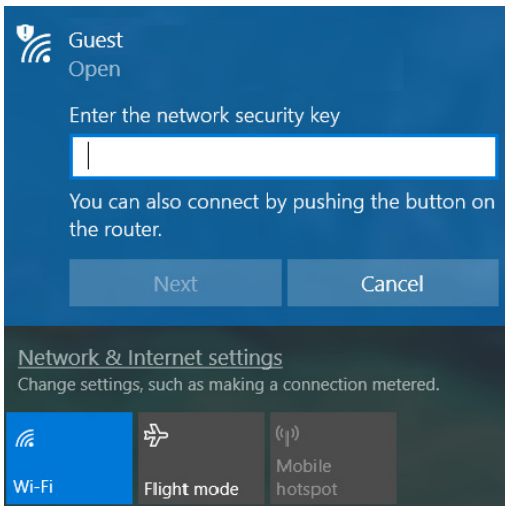 Guest
Open
Enter the network security key
You can also connect by pushing the button on
the router.
Next
Cancel
Network & Internet settings
Change settings, such as making a connection metered.
Wi-Fi
Flight mode
Mobile
hotspot